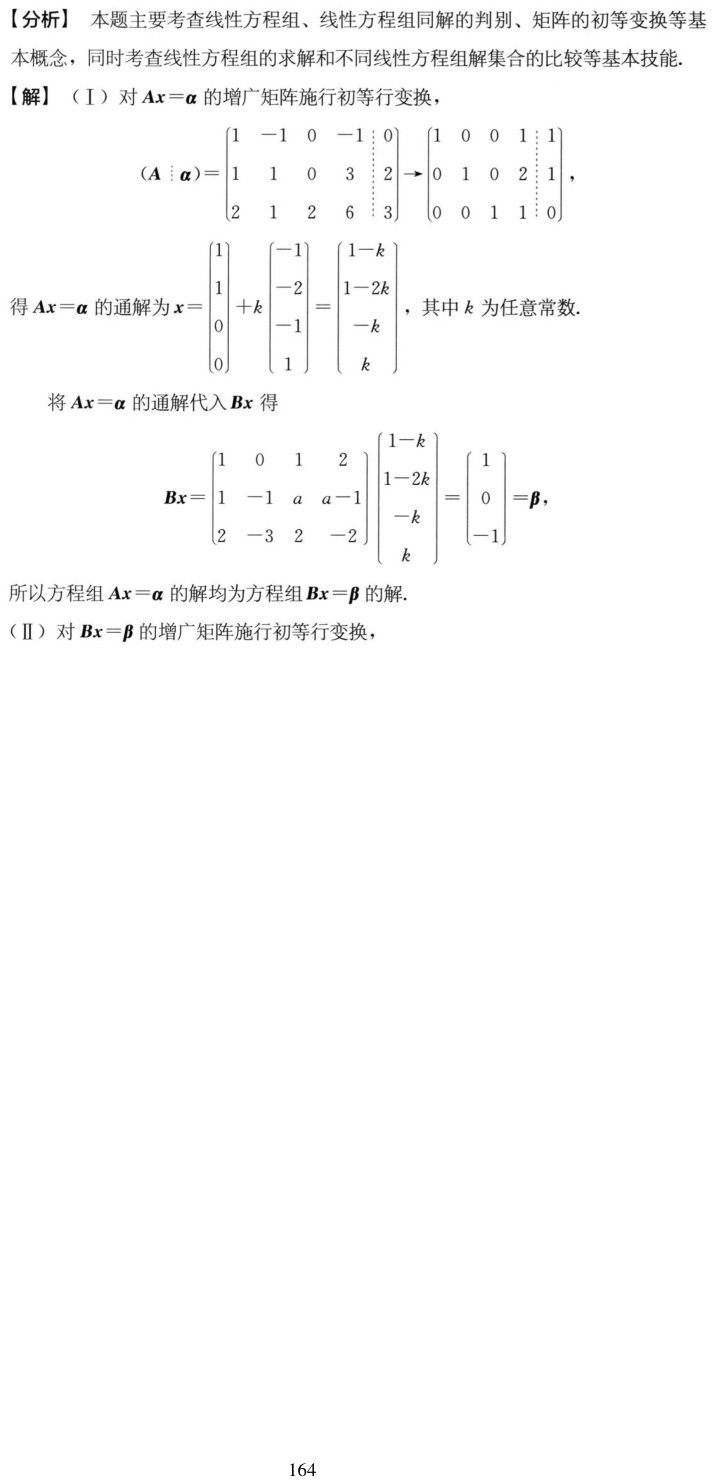 【分析】 本题主要考查线性方程组、线性方程组同解的判别、矩阵的初等变换等基
本概念，同时考查线性方程组的求解和不同线性方程组解集合的比较等基本技能.
【解】（Ⅰ）对 Ax=α 的增广矩阵施行初等行变换，
(A ⋮ α)= [1 −1 0 −1 ⋮ 0; 1 1 0 3 ⋮ 2; 2 1 2 6 ⋮ 3] → [1 0 0 1 ⋮ 1; 0 1 0 2 ⋮ 1; 0 0 1 1 ⋮ 0]，
得 Ax=α 的通解为 x= [1; 1; 0; 0] +k [−1; −2; −1; 1] = [1−k; 1−2k; −k; k]，其中 k 为任意常数.
将 Ax=α 的通解代入 Bx 得
Bx= [1 0 1 2; 1 −1 a a−1; 2 −3 2 −2] [1−k; 1−2k; −k; k] = [1; 0; −1] =β，
所以方程组 Ax=α 的解均为方程组 Bx=β 的解.
（Ⅱ）对 Bx=β 的增广矩阵施行初等行变换，
164